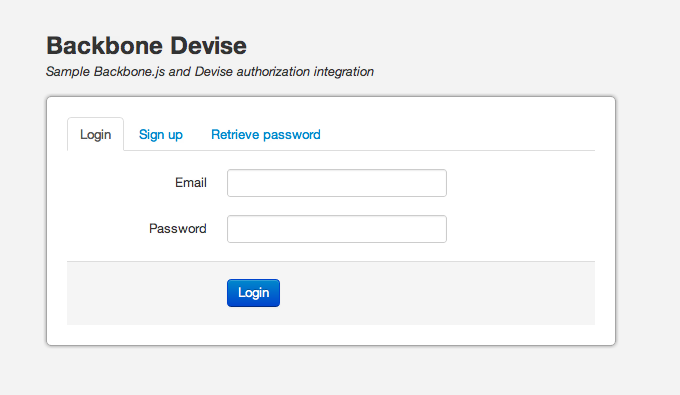 Backbone Devise
Sample Backbone.js and Devise authorization integration
Login Sign up Retrieve password
Email
Password
Login